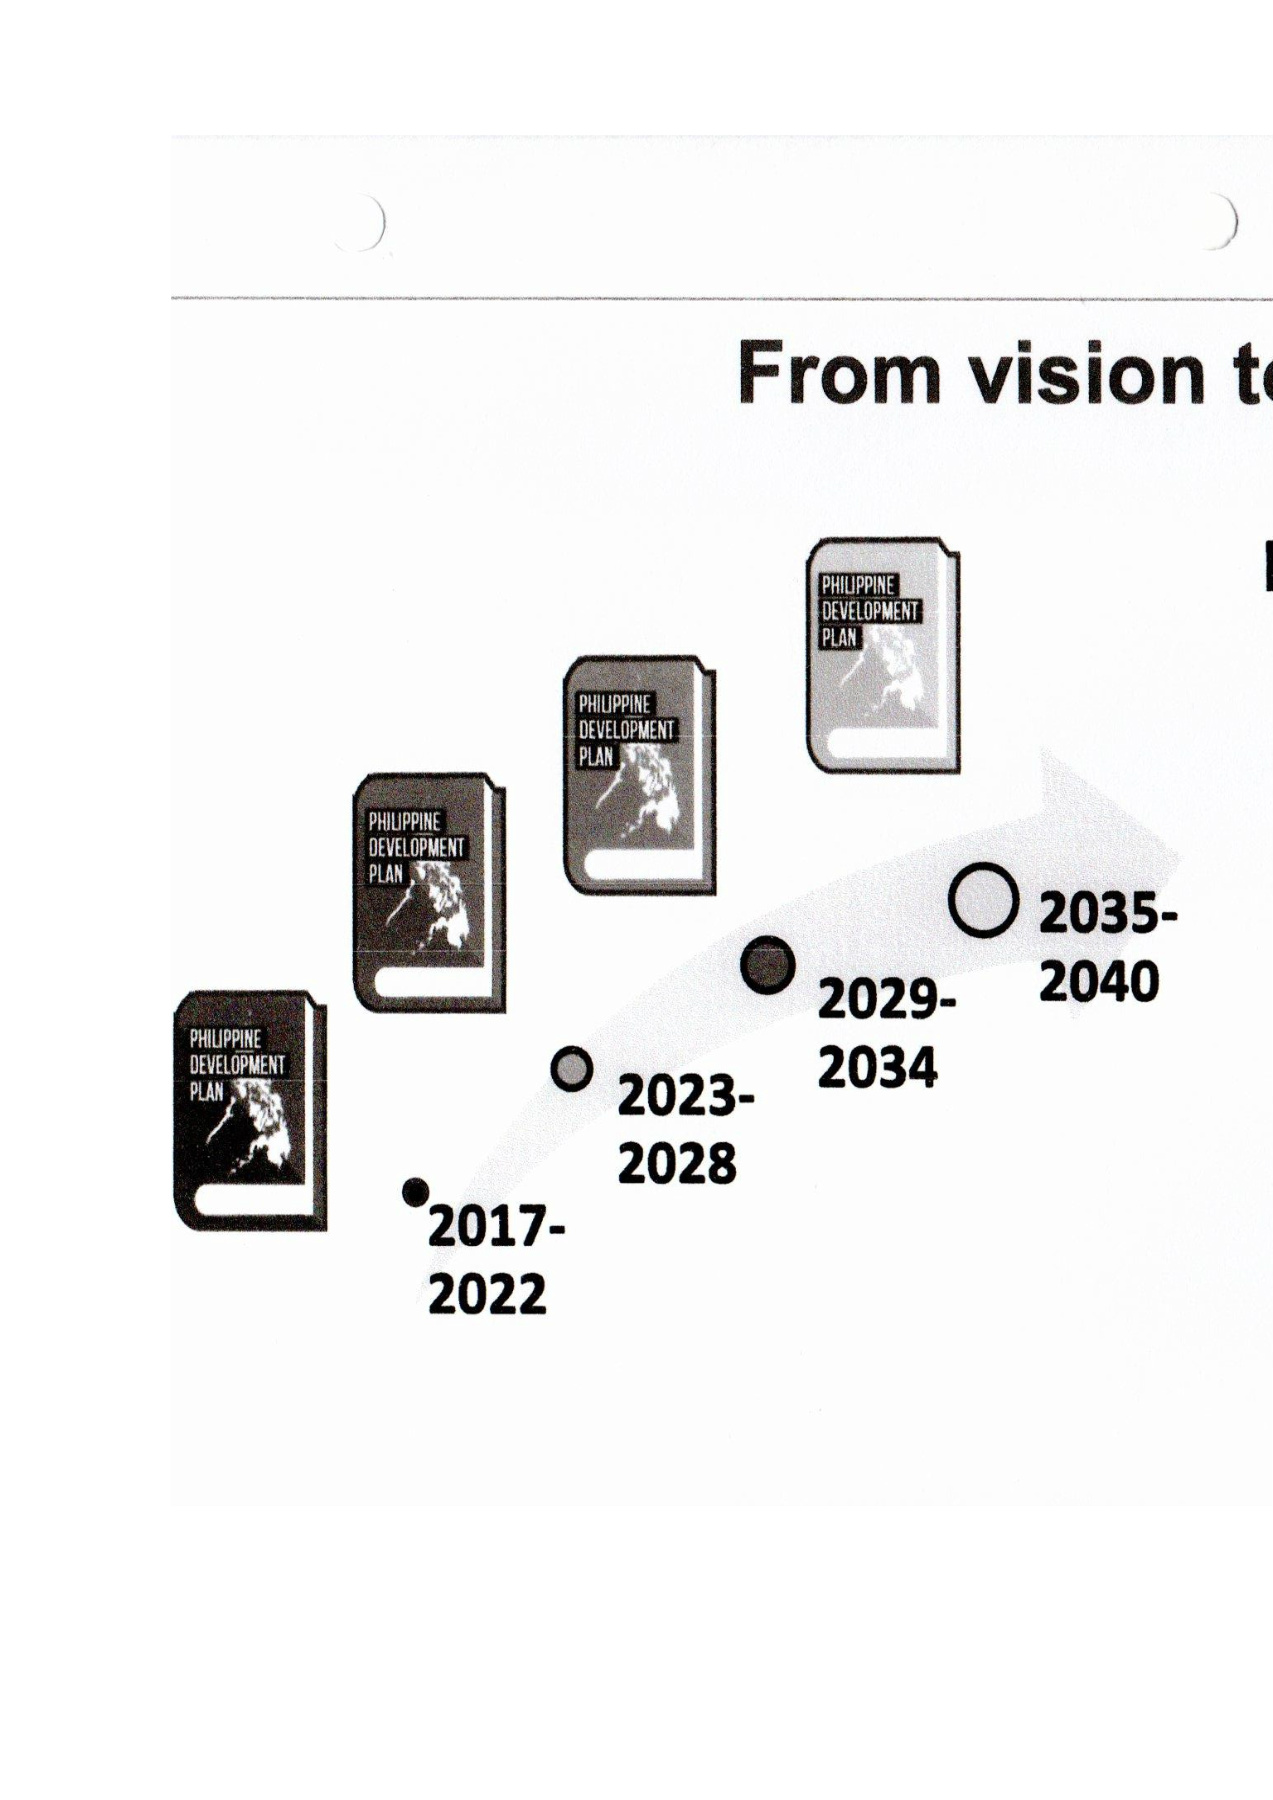 From vision
PHILIPPINE
DEVELOPMENT
PLAN
PHILIPPINE
DEVELOPMENT
PLAN
PHILIPPINE
DEVELOPMENT
PLAN
PHILIPPINE
DEVELOPMENT
PLAN
2035-
2040
2029-
2034
2023-
2028
2017-
2022